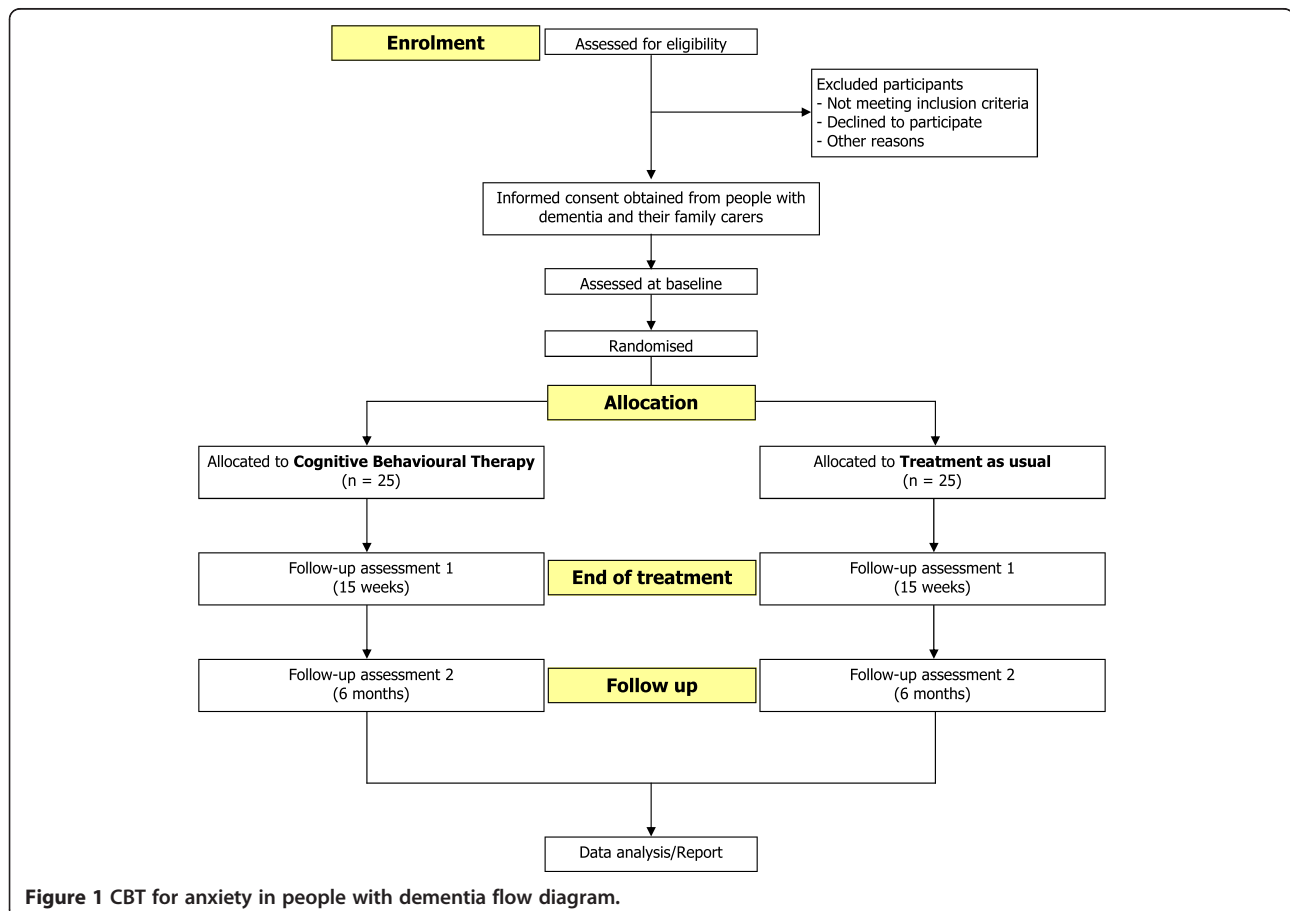 Enrolment
Assessed for eligibility
Excluded participants
- Not meeting inclusion criteria
- Declined to participate
- Other reasons
Informed consent obtained from people with
dementia and their family carers
Assessed at baseline
Randomised
Allocation
Allocated to Cognitive Behavioural Therapy
(n = 25)
Allocated to Treatment as usual
(n = 25)
Follow-up assessment 1
(15 weeks)
End of treatment
Follow-up assessment 1
(15 weeks)
Follow-up assessment 2
(6 months)
Follow up
Follow-up assessment 2
(6 months)
Data analysis/Report
Figure 1 CBT for anxiety in people with dementia flow diagram.